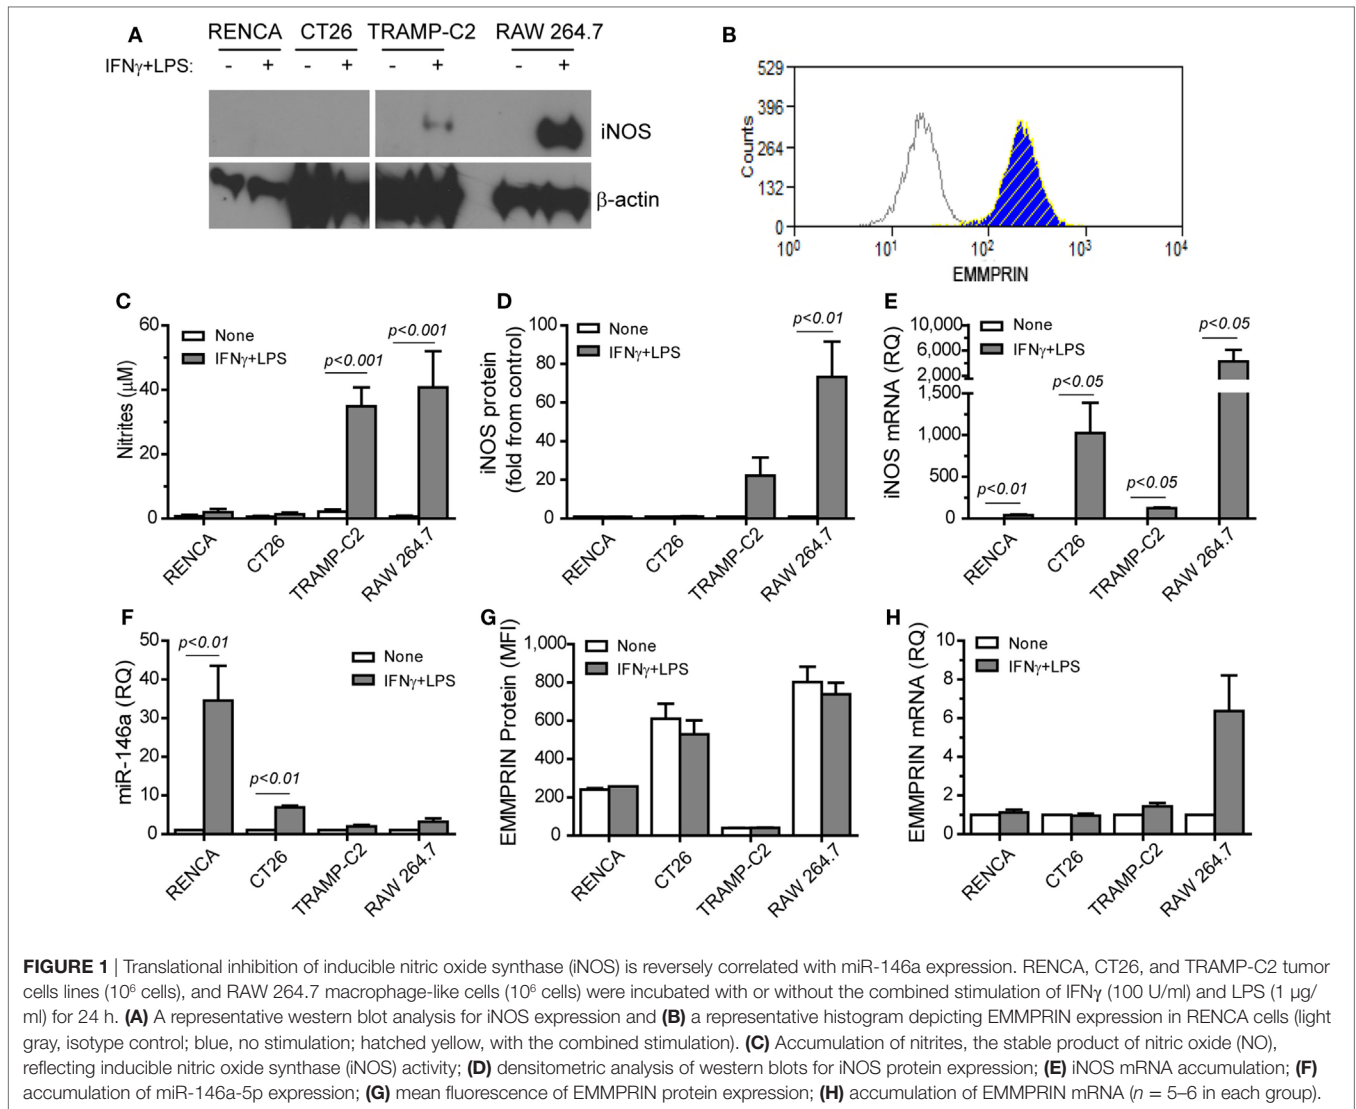 A
RENCA CT26 TRAMP-C2 RAW 264.7
IFNγ+LPS: - + - + - + - +
iNOS
β-actin
B
529
396
264
132
0
Counts
10⁰ 10¹ 10² 10³ 10⁴
EMMPRIN
C
None
IFNγ+LPS
p<0.001
p<0.001
Nitrites (μM)
60
40
20
0
RENCA CT26 TRAMP-C2 RAW 264.7
D
None
IFNγ+LPS
p<0.01
iNOS protein
(fold from control)
100
80
60
40
20
0
RENCA CT26 TRAMP-C2 RAW 264.7
E
None
IFNγ+LPS
p<0.01
p<0.05
p<0.05
p<0.05
iNOS mRNA (RQ)
10,000
6,000
2,000
1,500
1,000
500
0
RENCA CT26 TRAMP-C2 RAW 264.7
F
None
IFNγ+LPS
p<0.01
p<0.01
miR-146a (RQ)
50
40
30
20
10
0
RENCA CT26 TRAMP-C2 RAW 264.7
G
None
IFNγ+LPS
EMMPRIN Protein (MFI)
1,000
800
600
400
200
0
RENCA CT26 TRAMP-C2 RAW 264.7
H
None
IFNγ+LPS
EMMPRIN mRNA (RQ)
10
8
6
4
2
0
RENCA CT26 TRAMP-C2 RAW 264.7
FIGURE 1 | Translational inhibition of inducible nitric oxide synthase (iNOS) is reversely correlated with miR-146a expression. RENCA, CT26, and TRAMP-C2 tumor
cells lines (10⁶ cells), and RAW 264.7 macrophage-like cells (10⁶ cells) were incubated with or without the combined stimulation of IFNγ (100 U/ml) and LPS (1 μg/
ml) for 24 h. (A) A representative western blot analysis for iNOS expression and (B) a representative histogram depicting EMMPRIN expression in RENCA cells (light
gray, isotype control; blue, no stimulation; hatched yellow, with the combined stimulation). (C) Accumulation of nitrites, the stable product of nitric oxide (NO),
reflecting inducible nitric oxide synthase (iNOS) activity; (D) densitometric analysis of western blots for iNOS protein expression; (E) iNOS mRNA accumulation; (F)
accumulation of miR-146a-5p expression; (G) mean fluorescence of EMMPRIN protein expression; (H) accumulation of EMMPRIN mRNA (n = 5–6 in each group).